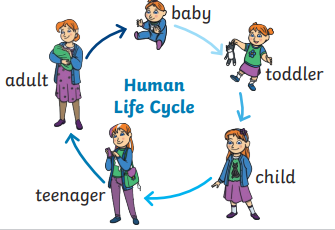 baby
toddler
child
teenager
adult
Human
Life Cycle